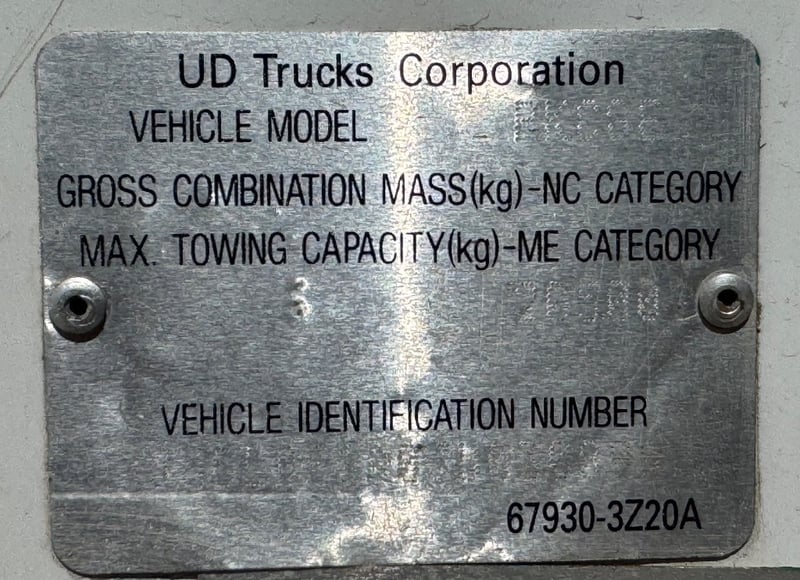 UD Trucks Corporation
VEHICLE MODEL
GROSS COMBINATION MASS(kg)-NC CATEGORY
MAX. TOWING CAPACITY(kg)-ME CATEGORY
VEHICLE IDENTIFICATION NUMBER
67930-3Z20A